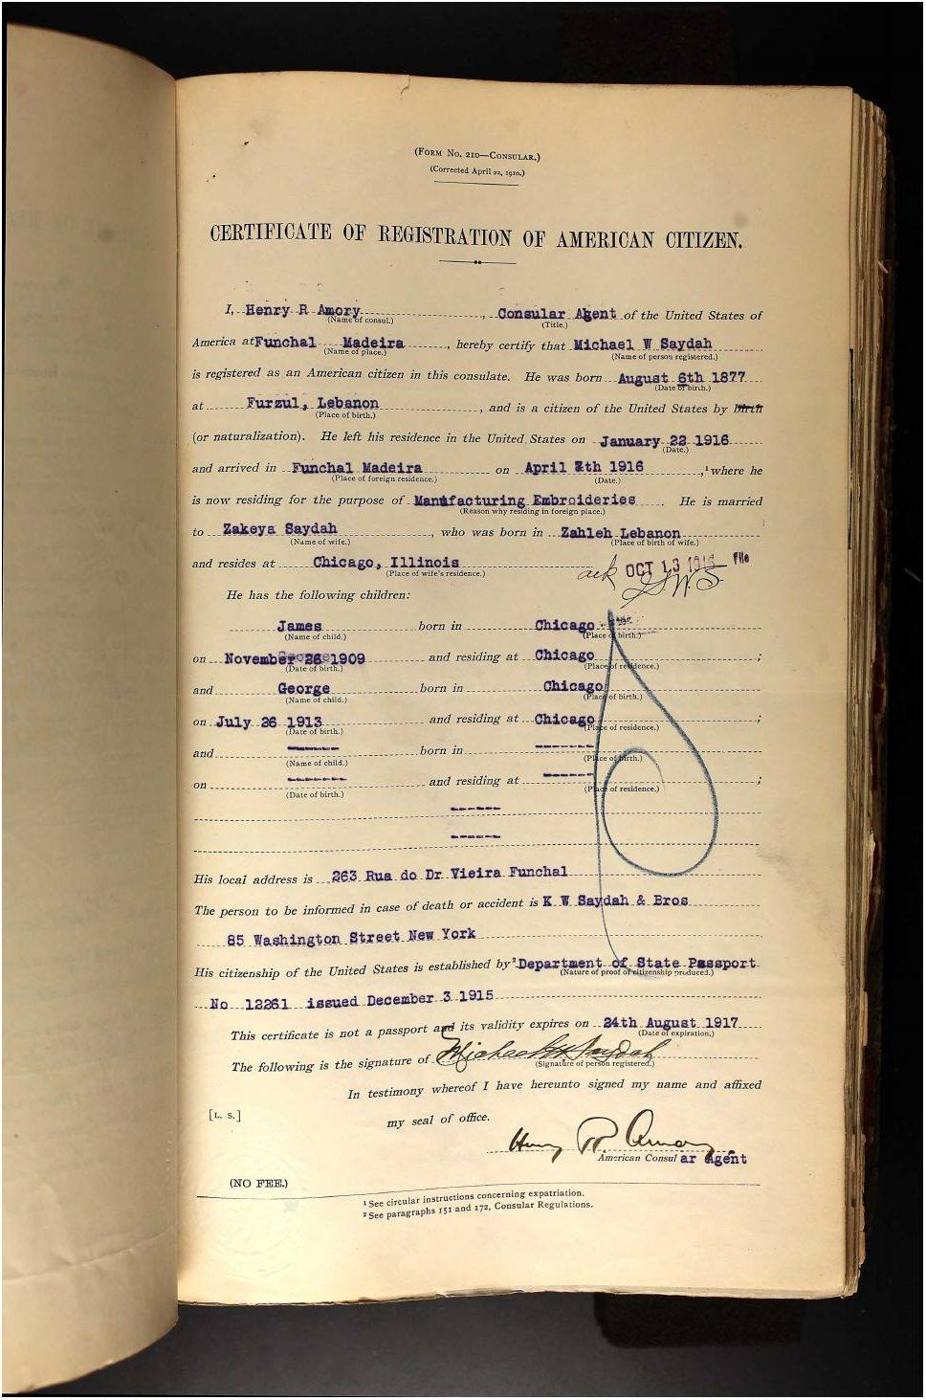 (FORM NO. 210—CONSULAR.)
(Corrected April 22, 1910.)
CERTIFICATE OF REGISTRATION OF AMERICAN CITIZEN.
I, Henry R Amory, Consular Agent of the United States of
(Name of consul.) (Title.)
America at Funchal Madeira, hereby certify that Michael W Saydah
(Name of place.) (Name of person registered.)
is registered as an American citizen in this consulate. He was born August 6th 1877
(Date of birth.)
at Furzul, Lebanon, and is a citizen of the United States by birth
(Place of birth.)
(or naturalization). He left his residence in the United States on January 22 1916
(Date.)
and arrived in Funchal Madeira on April th 1916, ¹ where he
(Place of foreign residence.) (Date.)
is now residing for the purpose of Manufacturing Embroideries. He is married
(Reason why residing in foreign place.)
to Zakeya Saydah, who was born in Zahleh Lebanon
(Name of wife.) (Place of birth of wife.)
and resides at Chicago, Illinois
(Place of wife's residence.)
ack OCT 13 1916 file
He has the following children:
James born in Chicago
(Name of child.) (Place of birth.)
on November 26 1909 and residing at Chicago ;
(Date of birth.) (Place of residence.)
and George born in Chicago
(Name of child.) (Place of birth.)
on July 26 1913 and residing at Chicago ;
(Date of birth.) (Place of residence.)
and ------- born in -------
(Name of child.) (Place of birth.)
on ------- and residing at ------- ;
(Date of birth.) (Place of residence.)
------
------
His local address is 263 Rua do Dr Vieira Funchal
The person to be informed in case of death or accident is K W Saydah & Bros
85 Washington Street New York
His citizenship of the United States is established by ² Department of State Passport
(Nature of proof of citizenship produced.)
No 12261 issued December 3 1915
This certificate is not a passport and its validity expires on 24th August 1917
(Date of expiration.)
The following is the signature of Michael W Saydah
(Signature of person registered.)
In testimony whereof I have hereunto signed my name and affixed
[L. S.] my seal of office.
Henry R. Amory
American Consular Agent
(NO FEE.)
¹ See circular instructions concerning expatriation.
² See paragraphs 151 and 172, Consular Regulations.